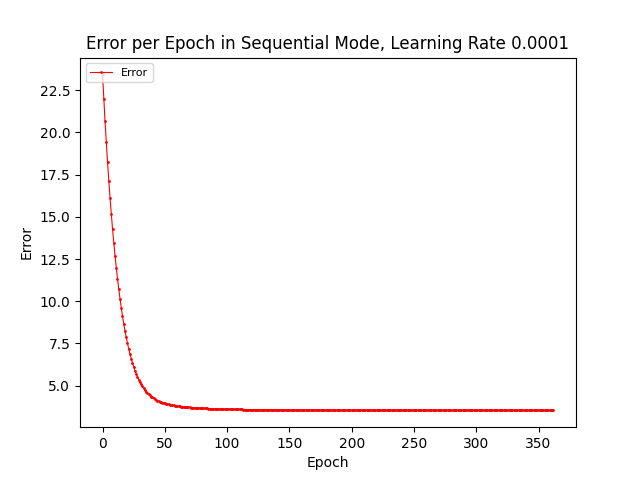 Error per Epoch in Sequential Mode, Learning Rate 0.0001
Error
22.5
20.0
17.5
15.0
12.5
10.0
7.5
5.0
Error
0 50 100 150 200 250 300 350
Epoch